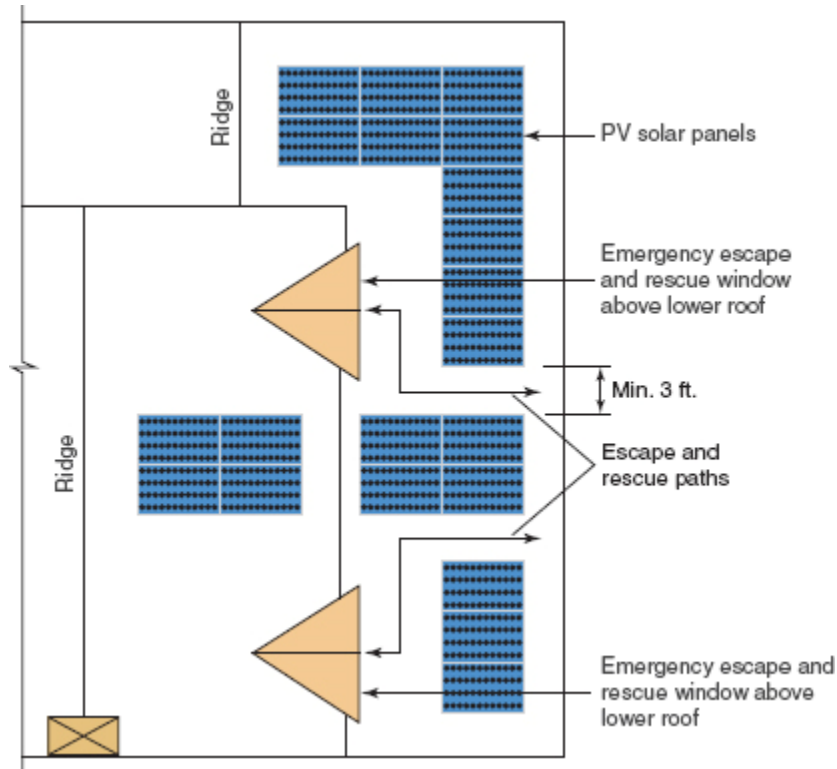 Ridge
PV solar panels
Emergency escape
and rescue window
above lower roof
Min. 3 ft.
Ridge
Escape and
rescue paths
Emergency escape and
rescue window above
lower roof